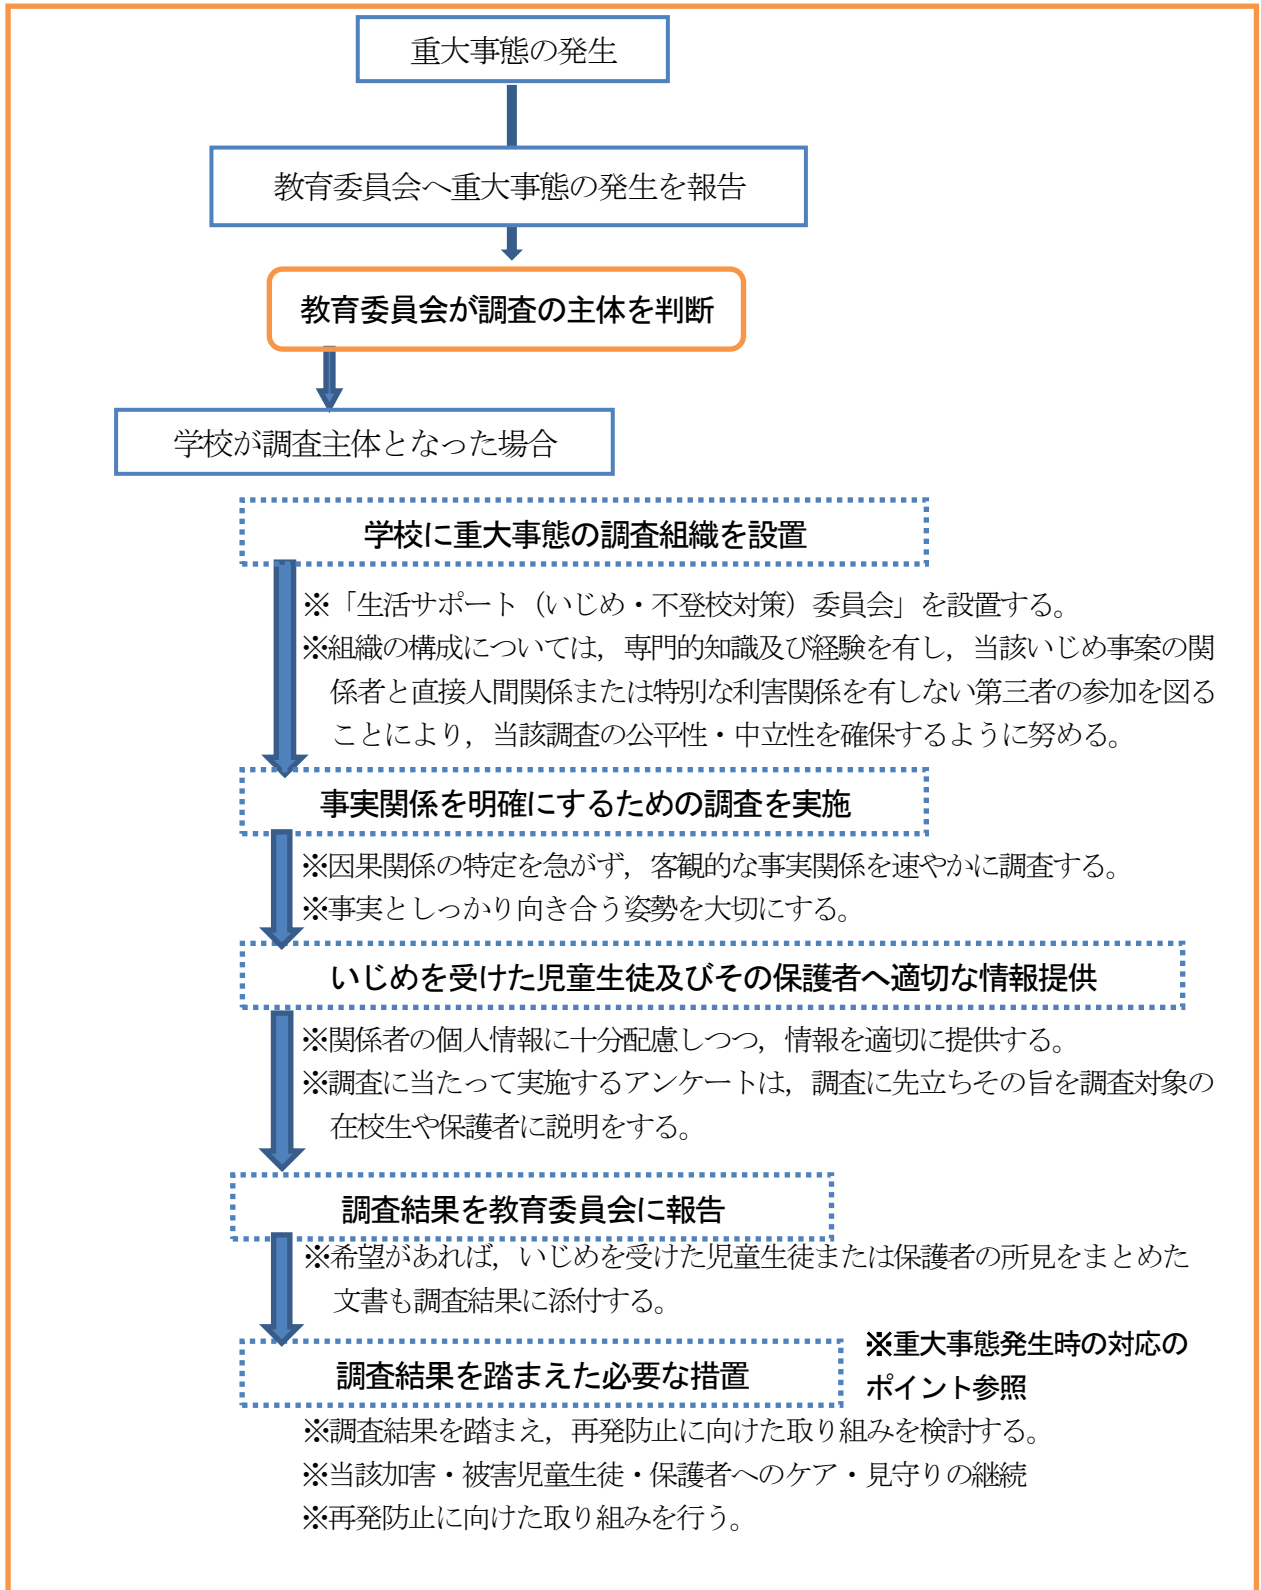 重大事態の発生
教育委員会へ重大事態の発生を報告
教育委員会が調査の主体を判断
学校が調査主体となった場合
学校に重大事態の調査組織を設置
※「生活サポート（いじめ・不登校対策）委員会」を設置する。
※組織の構成については，専門的知識及び経験を有し，当該いじめ事案の関
係者と直接人間関係または特別な利害関係を有しない第三者の参加を図る
ことにより，当該調査の公平性・中立性を確保するように努める。
事実関係を明確にするための調査を実施
※因果関係の特定を急がず，客観的な事実関係を速やかに調査する。
※事実としっかり向き合う姿勢を大切にする。
いじめを受けた児童生徒及びその保護者へ適切な情報提供
※関係者の個人情報に十分配慮しつつ，情報を適切に提供する。
※調査に当たって実施するアンケートは，調査に先立ちその旨を調査対象の
在校生や保護者に説明をする。
調査結果を教育委員会に報告
※希望があれば，いじめを受けた児童生徒または保護者の所見をまとめた
文書も調査結果に添付する。
調査結果を踏まえた必要な措置
※重大事態発生時の対応の
ポイント参照
※調査結果を踏まえ，再発防止に向けた取り組みを検討する。
※当該加害・被害児童生徒・保護者へのケア・見守りの継続
※再発防止に向けた取り組みを行う。